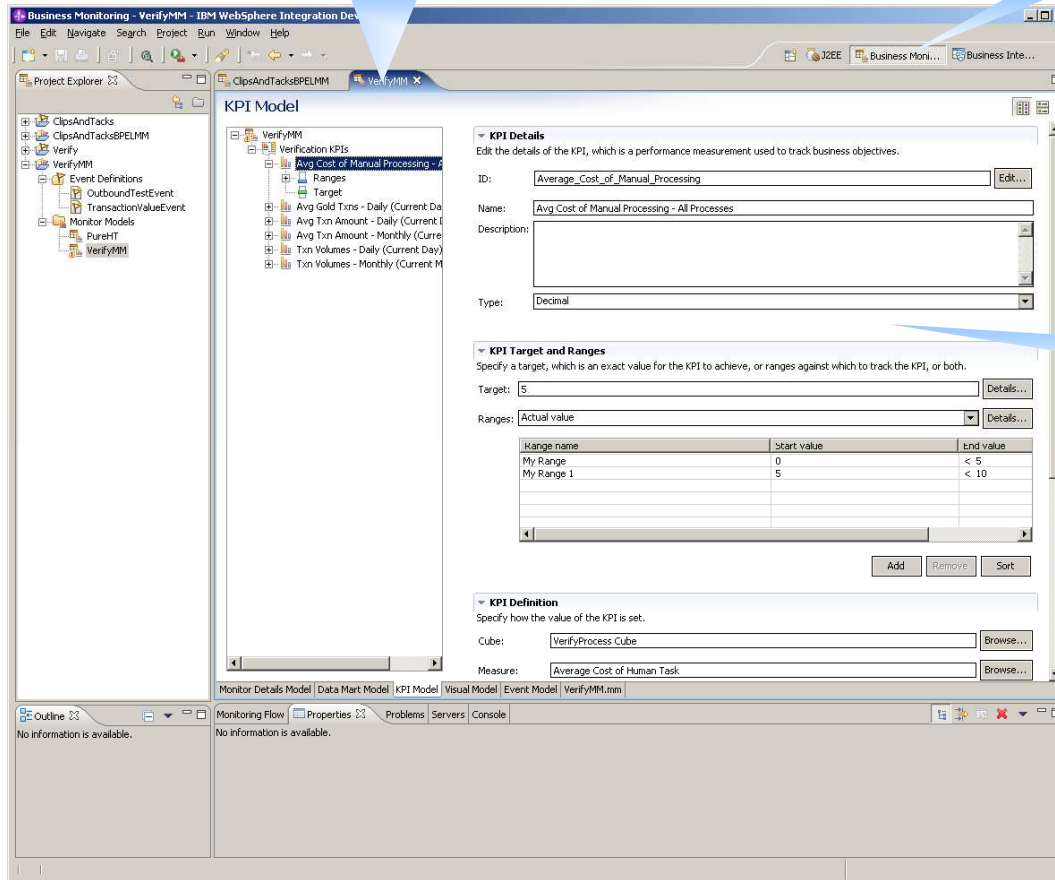 Business Monitoring - VerifyMM - IBM WebSphere Integration Dev
File Edit Navigate Search Project Run Window Help
J2EE Business Moni... Business Inte...
Project Explorer
ClipsAndTacks
ClipsAndTacksBPELMM
Verify
VerifyMM
Event Definitions
OutboundTestEvent
TransactionValueEvent
Monitor Models
PureHT
VerifyMM
ClipsAndTacksBPELMM VerifyMM
KPI Model
VerifyMM
Verification KPIs
Avg Cost of Manual Processing - A
Ranges
Target
Avg Gold Txns - Daily (Current Da
Avg Txn Amount - Daily (Current D
Avg Txn Amount - Monthly (Curre
Txn Volumes - Daily (Current Day)
Txn Volumes - Monthly (Current M
KPI Details
Edit the details of the KPI, which is a performance measurement used to track business objectives.
ID: Average_Cost_of_Manual_Processing Edit...
Name: Avg Cost of Manual Processing - All Processes
Description:
Type: Decimal
KPI Target and Ranges
Specify a target, which is an exact value for the KPI to achieve, or ranges against which to track the KPI, or both.
Target: 5 Details...
Ranges: Actual value Details...
Range name Start value End value
My Range 0 < 5
My Range 1 5 < 10
Add Remove Sort
KPI Definition
Specify how the value of the KPI is set.
Cube: VerifyProcess Cube Browse...
Measure: Average Cost of Human Task Browse...
Monitor Details Model Data Mart Model KPI Model Visual Model Event Model VerifyMM.mm
Outline
No information is available.
Monitoring Flow Properties Problems Servers Console
No information is available.